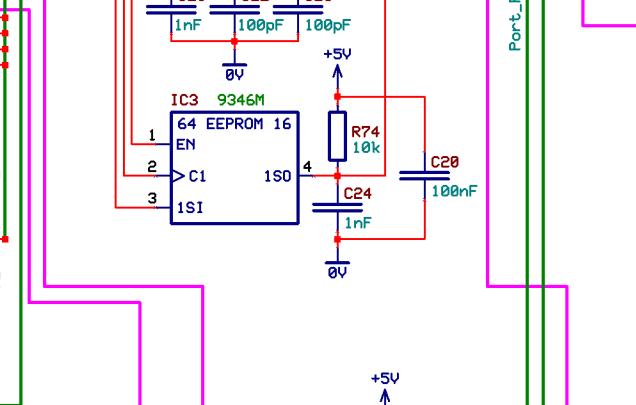 1nF 100pF 100pF
0V
+5V
IC3 9346M
64 EEPROM 16
1 EN
2 C1
3 1SI
1SO 4
R74
10k
C20
100nF
C24
1nF
0V
+5V